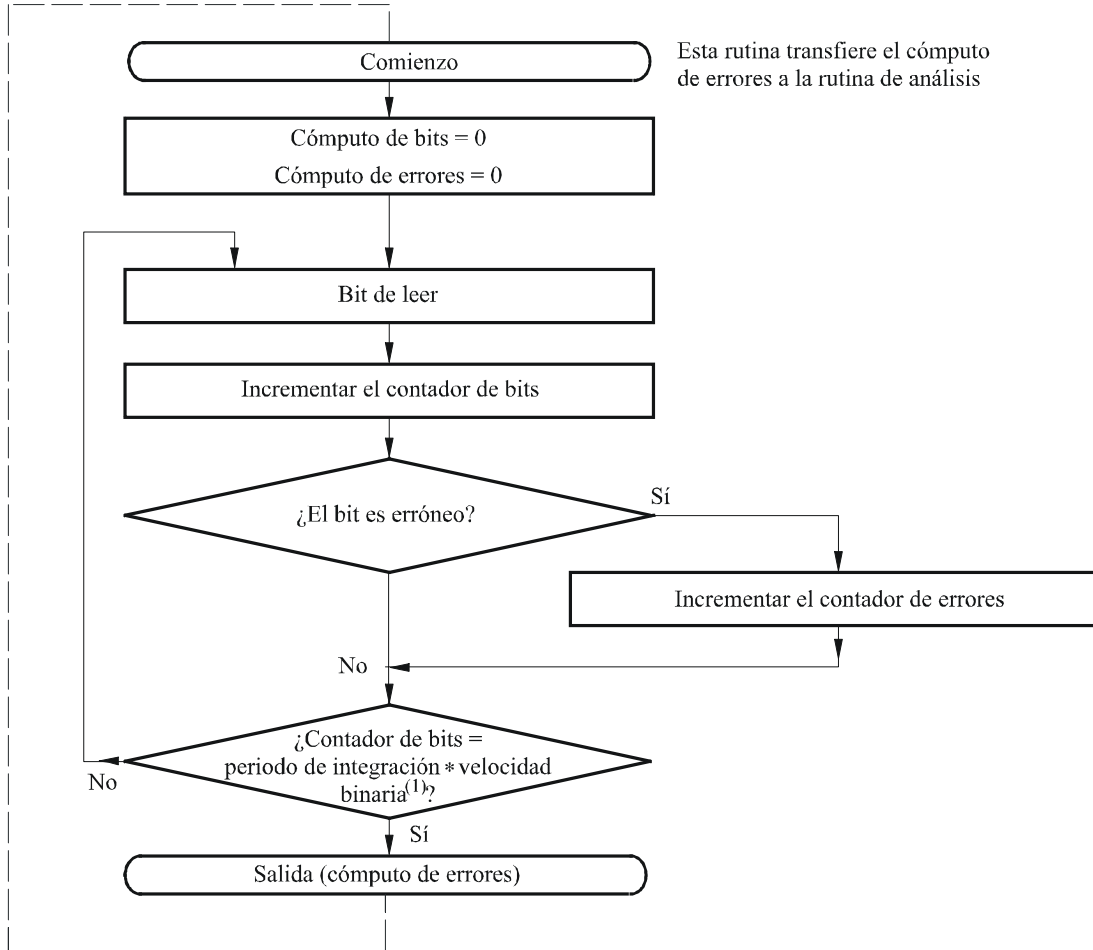 Comienzo
Esta rutina transfiere el cómputo
de errores a la rutina de análisis
Cómputo de bits = 0
Cómputo de errores = 0
Bit de leer
Incrementar el contador de bits
¿El bit es erróneo?
Sí
Incrementar el contador de errores
No
¿Contador de bits =
periodo de integración * velocidad
binaria(1)?
No
Sí
Salida (cómputo de errores)